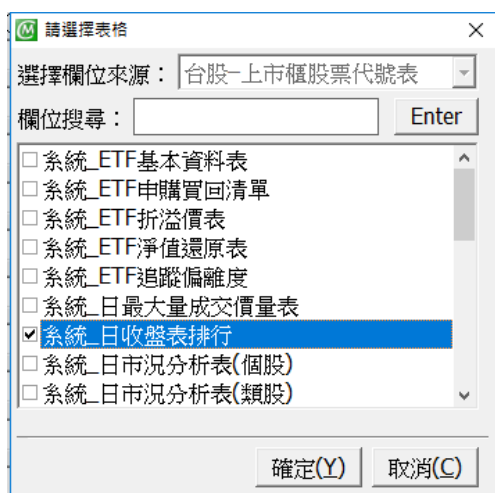 請選擇表格
選擇欄位來源： 台股-上市櫃股票代號表
欄位搜尋： Enter
系統_ETF基本資料表
系統_ETF申購買回清單
系統_ETF折溢價表
系統_ETF淨值還原表
系統_ETF追蹤偏離度
系統_日最大量成交價量表
系統_日收盤表排行
系統_日市況分析表(個股)
系統_日市況分析表(類股)
確定(Y) 取消(C)